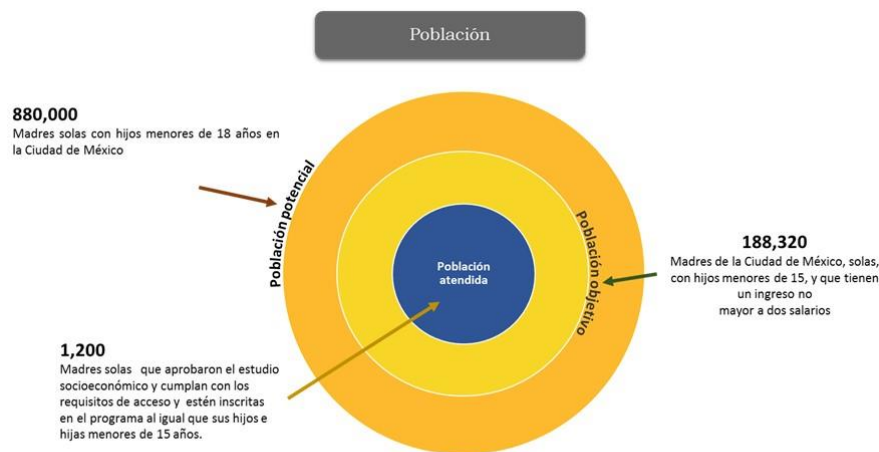 Población
880,000
Madres solas con hijos menores de 18 años en
la Ciudad de México
Población potencial
Población objetivo
Población
atendida
188,320
Madres de la Ciudad de México, solas,
con hijos menores de 15, y que tienen
un ingreso no
mayor a dos salarios
1,200
Madres solas que aprobaron el estudio
socioeconómico y cumplan con los
requisitos de acceso y estén inscritas
en el programa al igual que sus hijos e
hijas menores de 15 años.